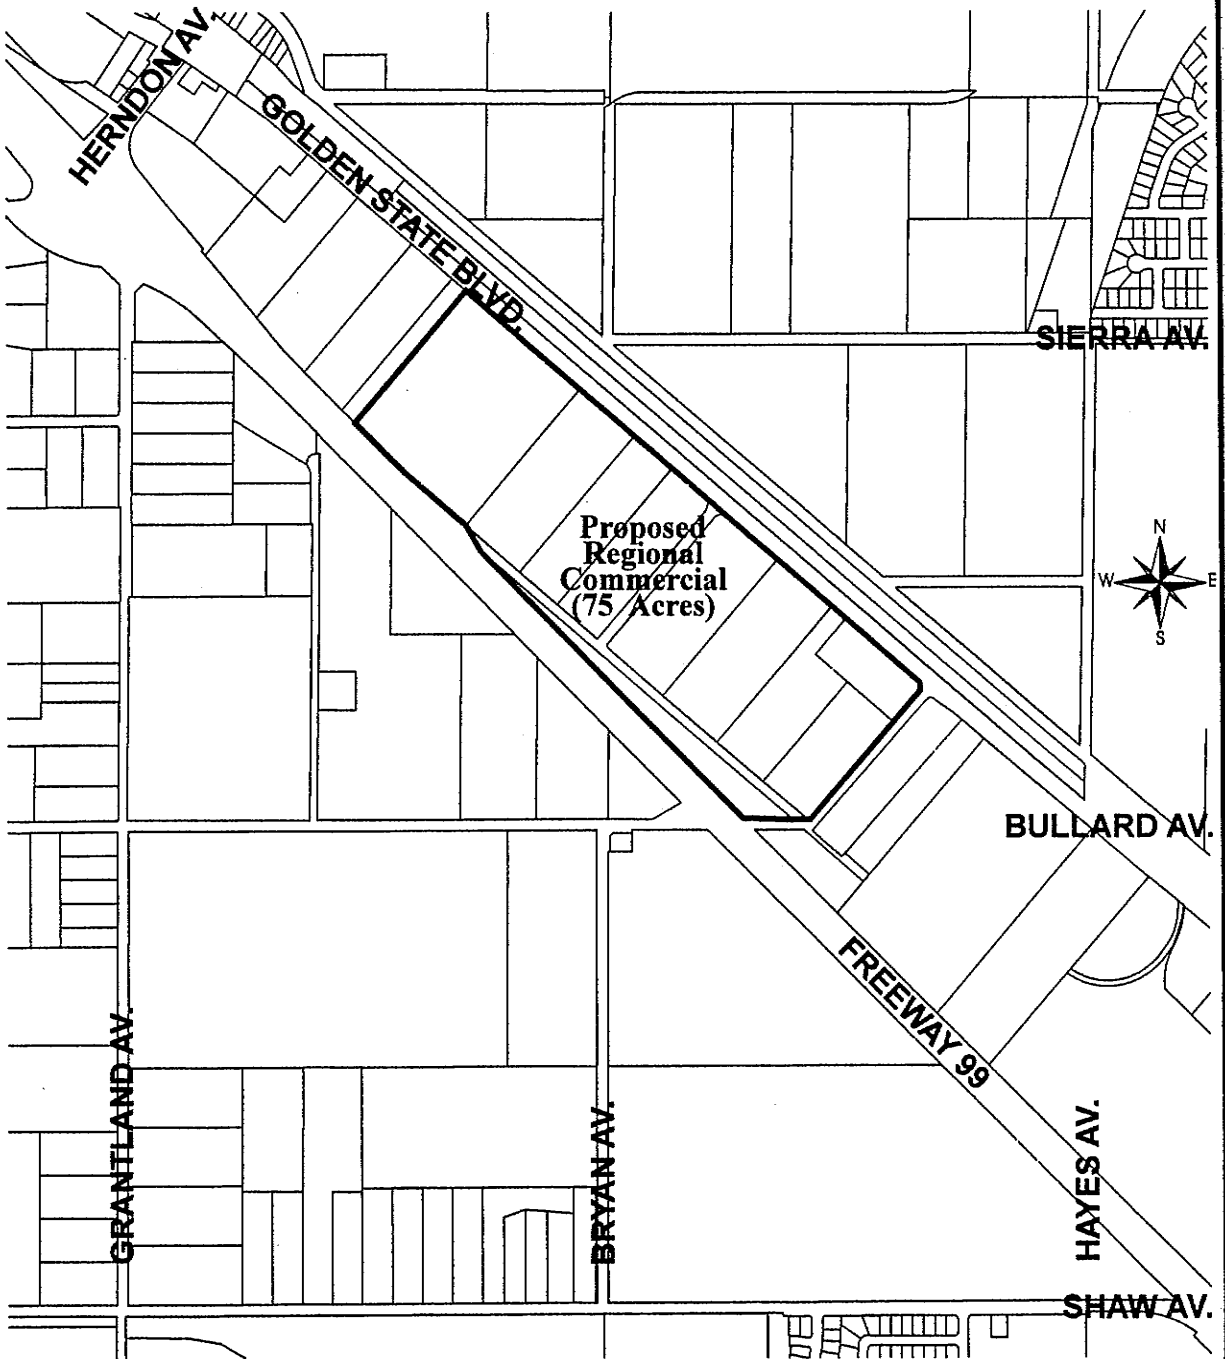 HERNDON AV.
GOLDEN STATE BLVD.
SIERRA AV.
Proposed
Regional
Commercial
(75 Acres)
N
W E
S
BULLARD AV.
FREEWAY 99
GRANTLAND AV.
BRYAN AV.
HAYES AV.
SHAW AV.